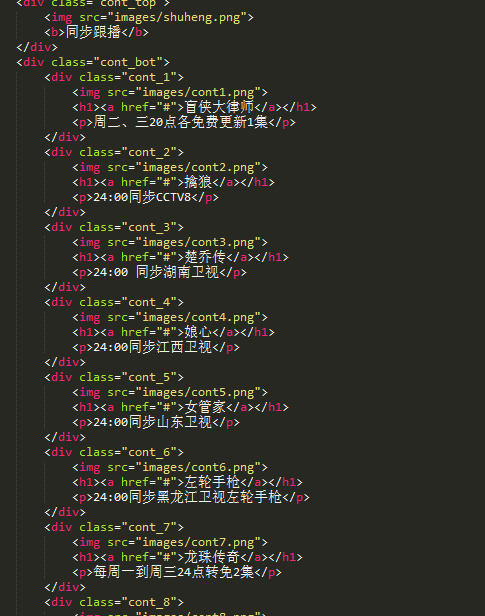 <div class="cont_top">
<img src="images/shuheng.png">
<b>同步跟播</b>
</div>
<div class="cont_bot">
<div class="cont_1">
<img src="images/cont1.png">
<h1><a href="#">盲侠大律师</a></h1>
<p>周二、三20点各免费更新1集</p>
</div>
<div class="cont_2">
<img src="images/cont2.png">
<h1><a href="#">擒狼</a></h1>
<p>24:00同步CCTV8</p>
</div>
<div class="cont_3">
<img src="images/cont3.png">
<h1><a href="#">楚乔传</a></h1>
<p>24:00 同步湖南卫视</p>
</div>
<div class="cont_4">
<img src="images/cont4.png">
<h1><a href="#">娘心</a></h1>
<p>24:00同步江西卫视</p>
</div>
<div class="cont_5">
<img src="images/cont5.png">
<h1><a href="#">女管家</a></h1>
<p>24:00同步山东卫视</p>
</div>
<div class="cont_6">
<img src="images/cont6.png">
<h1><a href="#">左轮手枪</a></h1>
<p>24:00同步黑龙江卫视左轮手枪</p>
</div>
<div class="cont_7">
<img src="images/cont7.png">
<h1><a href="#">龙珠传奇</a></h1>
<p>每周一到周三24点转免2集</p>
</div>
<div class="cont_8">
<img src="images/cont8.png">